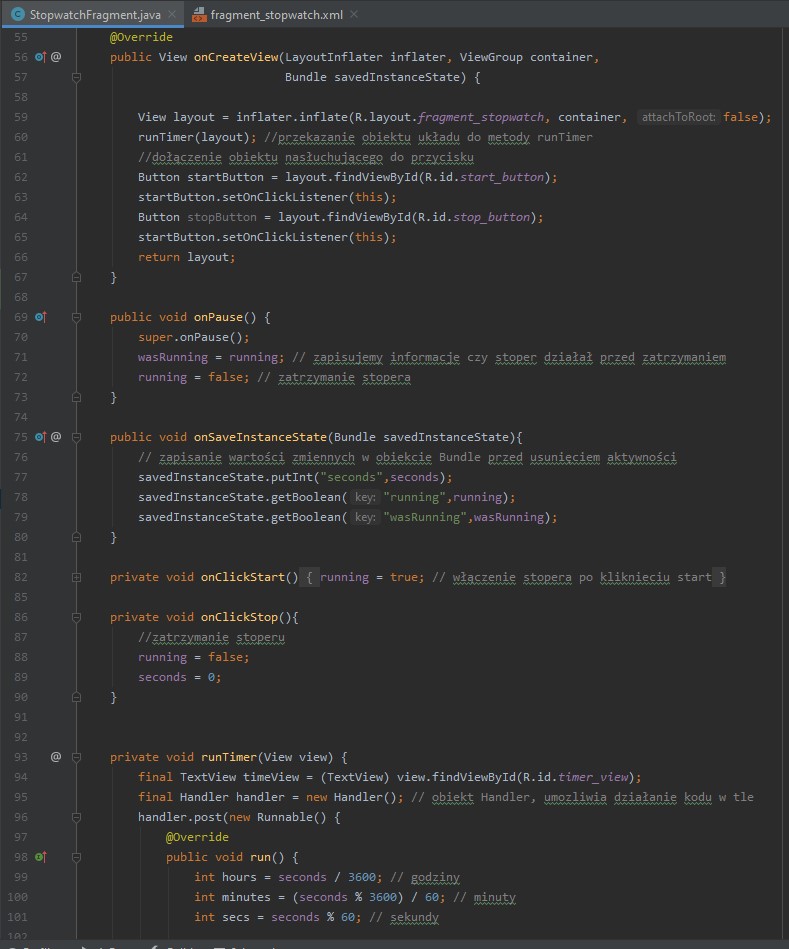 StopwatchFragment.java
fragment_stopwatch.xml
55 @Override
56 @ public View onCreateView(LayoutInflater inflater, ViewGroup container,
57 Bundle savedInstanceState) {
58
59 View layout = inflater.inflate(R.layout.fragment_stopwatch, container, attachToRoot: false);
60 runTimer(layout); //przekazanie obiektu układu do metody runTimer
61 //dołączenie obiektu nasłuchującego do przycisku
62 Button startButton = layout.findViewById(R.id.start_button);
63 startButton.setOnClickListener(this);
64 Button stopButton = layout.findViewById(R.id.stop_button);
65 startButton.setOnClickListener(this);
66 return layout;
67 }
68
69 public void onPause() {
70 super.onPause();
71 wasRunning = running; // zapisujemy informacje czy stoper działał przed zatrzymaniem
72 running = false; // zatrzymanie stopera
73 }
74
75 @ public void onSaveInstanceState(Bundle savedInstanceState){
76 // zapisanie wartości zmiennych w obiekcie Bundle przed usunięciem aktywności
77 savedInstanceState.putInt("seconds",seconds);
78 savedInstanceState.getBoolean( key: "running",running);
79 savedInstanceState.getBoolean( key: "wasRunning",wasRunning);
80 }
81
82 private void onClickStart() { running = true; // włączenie stopera po kliknieciu start }
85
86 private void onClickStop(){
87 //zatrzymanie stoperu
88 running = false;
89 seconds = 0;
90 }
91
92
93 @ private void runTimer(View view) {
94 final TextView timeView = (TextView) view.findViewById(R.id.timer_view);
95 final Handler handler = new Handler(); // obiekt Handler, umozliwia działanie kodu w tle
96 handler.post(new Runnable() {
97 @Override
98 public void run() {
99 int hours = seconds / 3600; // godziny
100 int minutes = (seconds % 3600) / 60; // minuty
101 int secs = seconds % 60; // sekundy
102